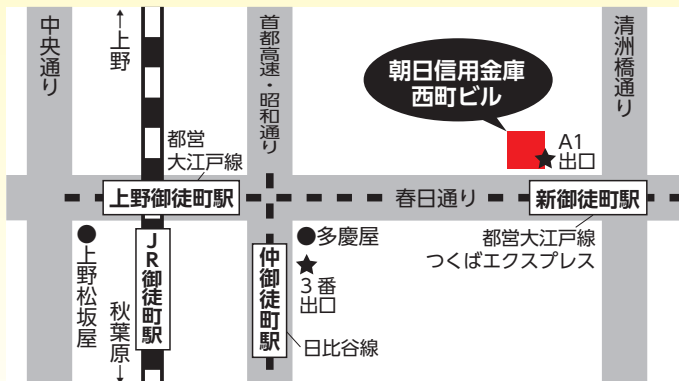 中央通り
←上野
首都高速・昭和通り
清洲橋通り
朝日信用金庫
西町ビル
都営
大江戸線
A1
出口
上野御徒町駅
春日通り
新御徒町駅
上野松坂屋
JR御徒町駅
秋葉原→
仲御徒町駅
多慶屋
3番
出口
日比谷線
都営大江戸線
つくばエクスプレス